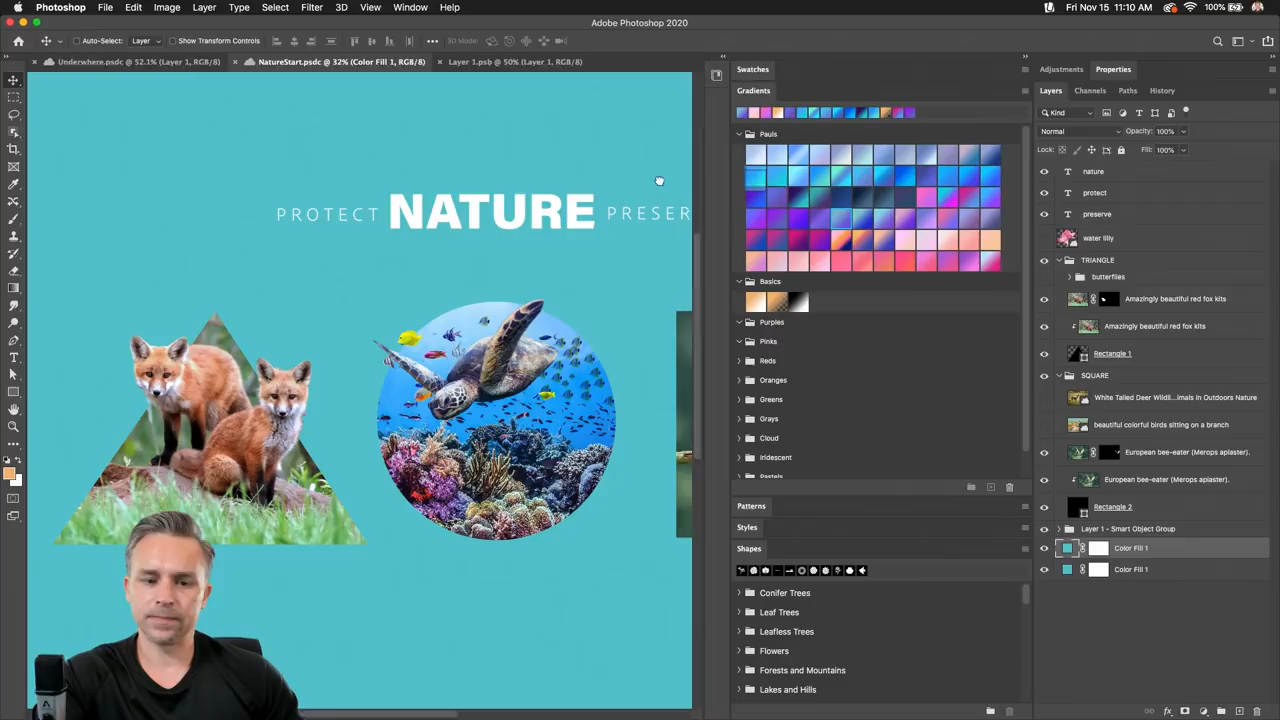 Photoshop File Edit Image Layer Type Select Filter 3D View Window Help
Fri Nov 15 11:10 AM 100%
Adobe Photoshop 2020
Auto-Select: Layer Show Transform Controls 3D Mode:
Underwhere.psdc @ 52.1% (Layer 1, RGB/8)
NatureStart.psdc @ 32% (Color Fill 1, RGB/8)
Layer 1.psb @ 50% (Layer 1, RGB/8)
PROTECT NATURE PRESER
Swatches
Gradients
Pauls
Basics
Purples
Pinks
Reds
Oranges
Greens
Grays
Cloud
Iridescent
Pastels
Patterns
Styles
Shapes
Conifer Trees
Leaf Trees
Leafless Trees
Flowers
Forests and Mountains
Lakes and Hills
Adjustments Properties
Layers Channels Paths History
Kind
Normal Opacity: 100%
Lock: Fill: 100%
nature
protect
preserve
water lilly
TRIANGLE
butterflies
Amazingly beautiful red fox kits
Amazingly beautiful red fox kits
Rectangle 1
SQUARE
White Tailed Deer Wildli...imals in Outdoors Nature
beautiful colorful birds sitting on a branch
European bee-eater (Merops apiaster).
European bee-eater (Merops apiaster).
Rectangle 2
Layer 1 - Smart Object Group
Color Fill 1
Color Fill 1